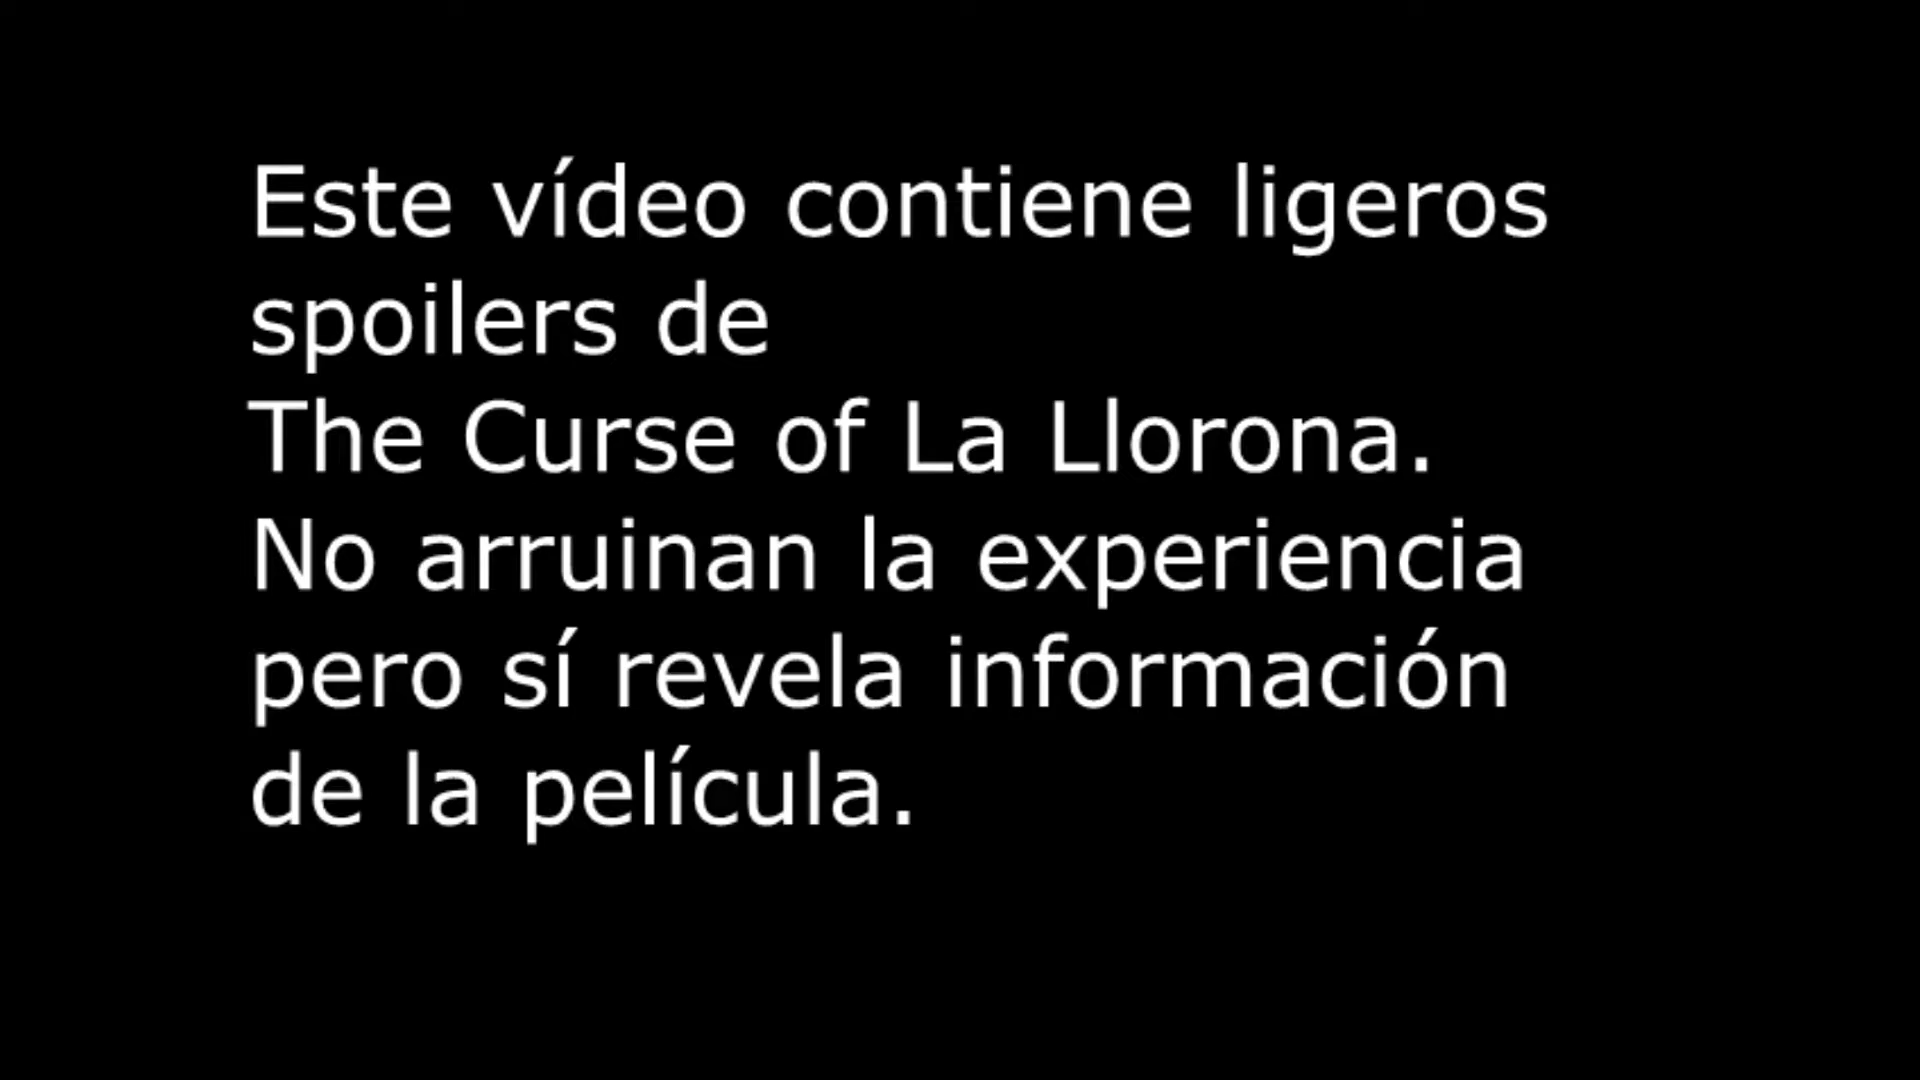 Este vídeo contiene ligeros
spoilers de
The Curse of La Llorona.
No arruinan la experiencia
pero sí revela información
de la película.